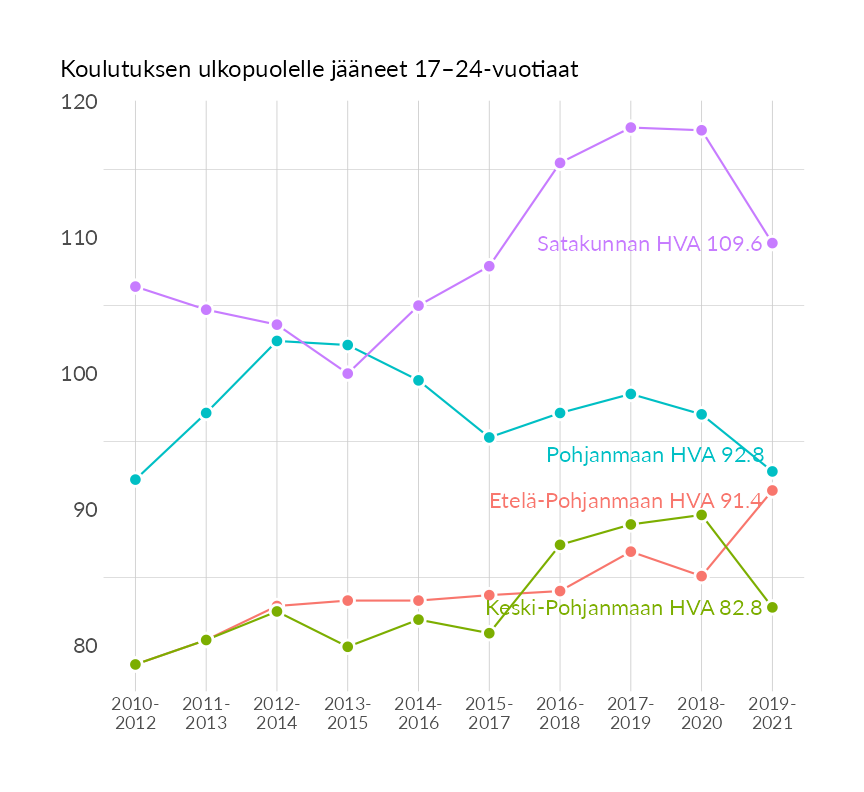 Koulutuksen ulkopuolelle jääneet 17–24-vuotiaat
120
110
100
90
80
Satakunnan HVA 109.6
Pohjanmaan HVA 92.8
Etelä-Pohjanmaan HVA 91.4
Keski-Pohjanmaan HVA 82.8
2010- 2011- 2012- 2013- 2014- 2015- 2016- 2017- 2018- 2019-
2012 2013 2014 2015 2016 2017 2018 2019 2020 2021